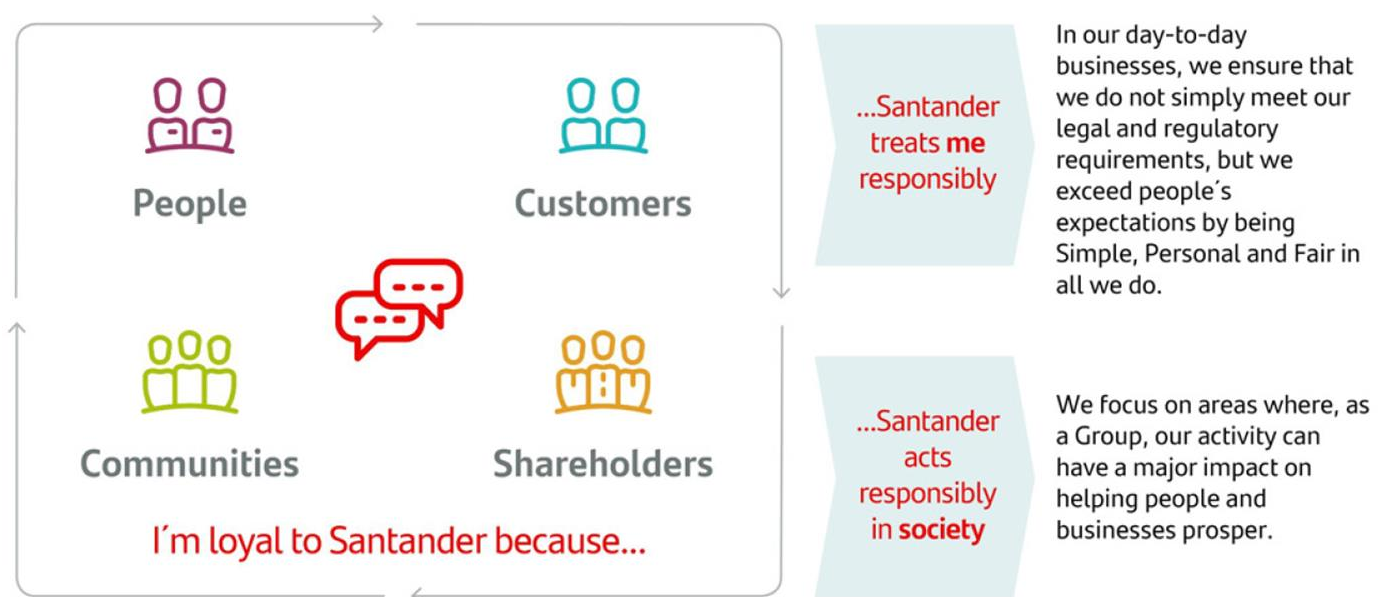 People
Customers
Communities
Shareholders
I´m loyal to Santander because...
...Santander
treats me
responsibly
In our day-to-day
businesses, we ensure that
we do not simply meet our
legal and regulatory
requirements, but we
exceed people´s
expectations by being
Simple, Personal and Fair in
all we do.
...Santander
acts
responsibly
in society
We focus on areas where, as
a Group, our activity can
have a major impact on
helping people and
businesses prosper.